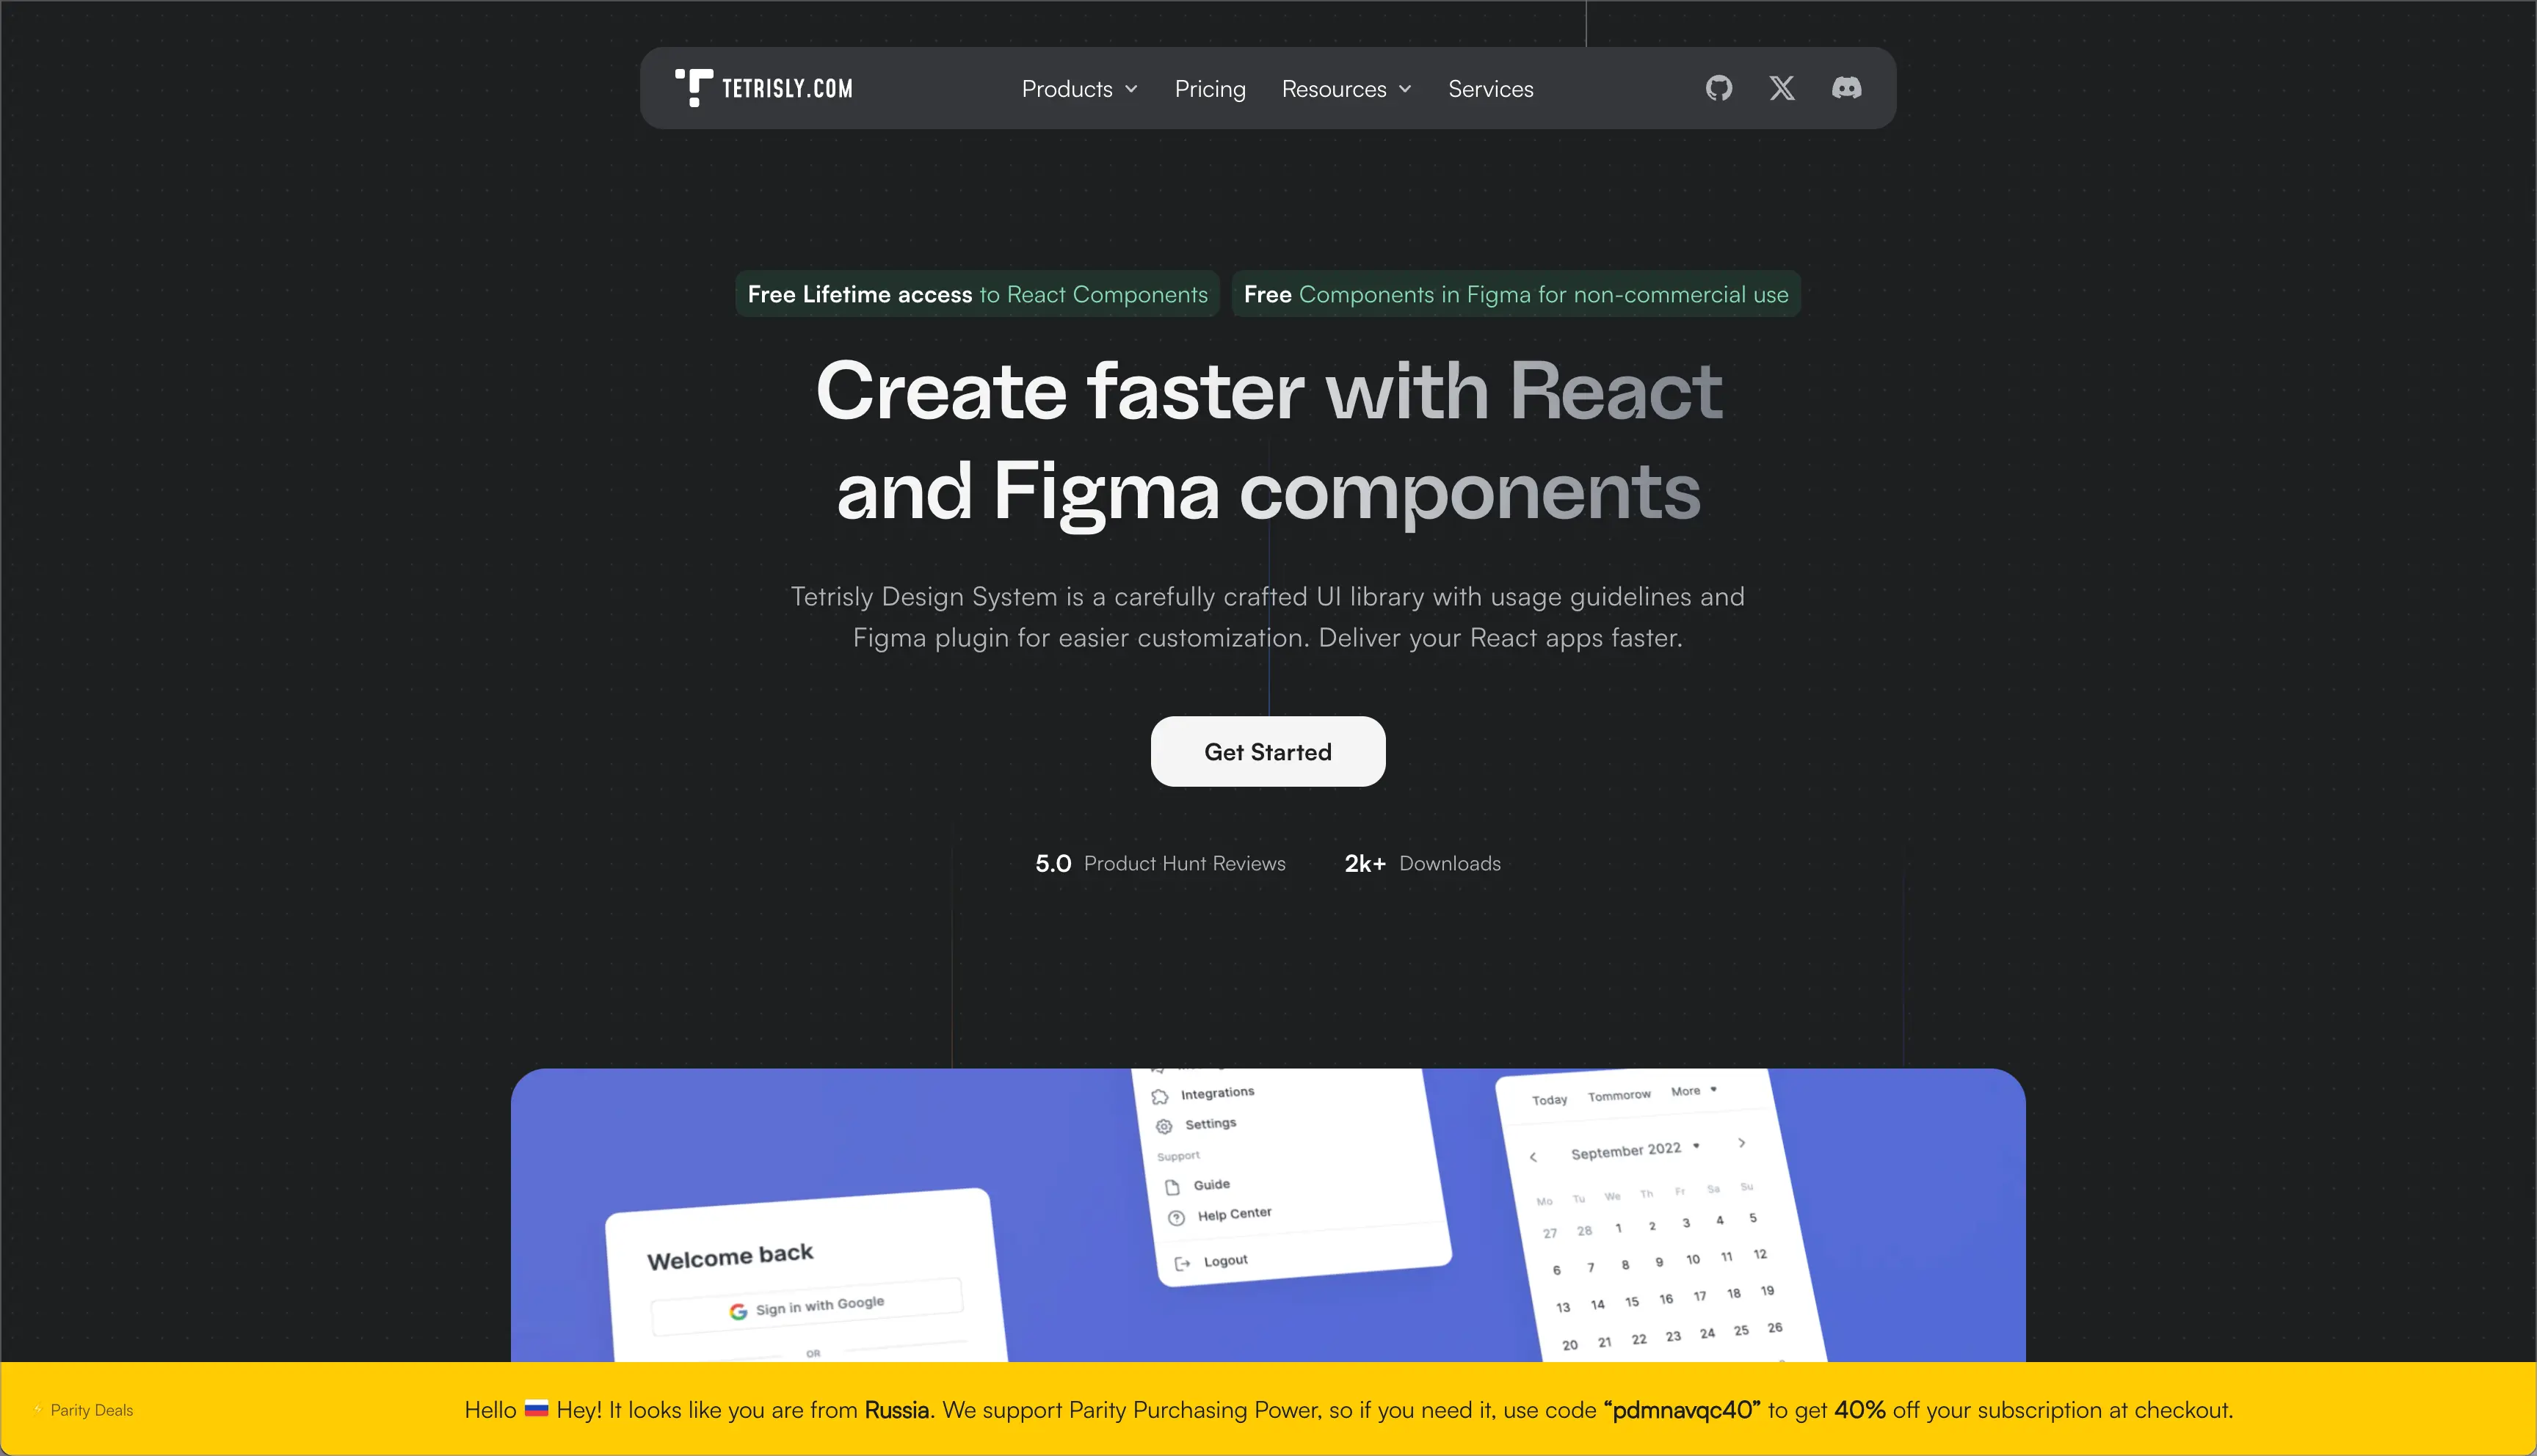 TETRISLY.COM
Products Pricing Resources Services
Free Lifetime access to React Components Free Components in Figma for non-commercial use
Create faster with React
and Figma components
Tetrisly Design System is a carefully crafted UI library with usage guidelines and
Figma plugin for easier customization. Deliver your React apps faster.
Get Started
5.0 Product Hunt Reviews 2k+ Downloads
Welcome back
Sign in with Google
OR
Integrations
Settings
Support
Guide
Help Center
Logout
Today Tommorow More
September 2022
Mo Tu We Th Fr Sa Su
27 28 1 2 3 4 5
6 7 8 9 10 11 12
13 14 15 16 17 18 19
20 21 22 23 24 25 26
Parity Deals
Hello 🇷🇺 Hey! It looks like you are from Russia. We support Parity Purchasing Power, so if you need it, use code “pdmnavqc40” to get 40% off your subscription at checkout.